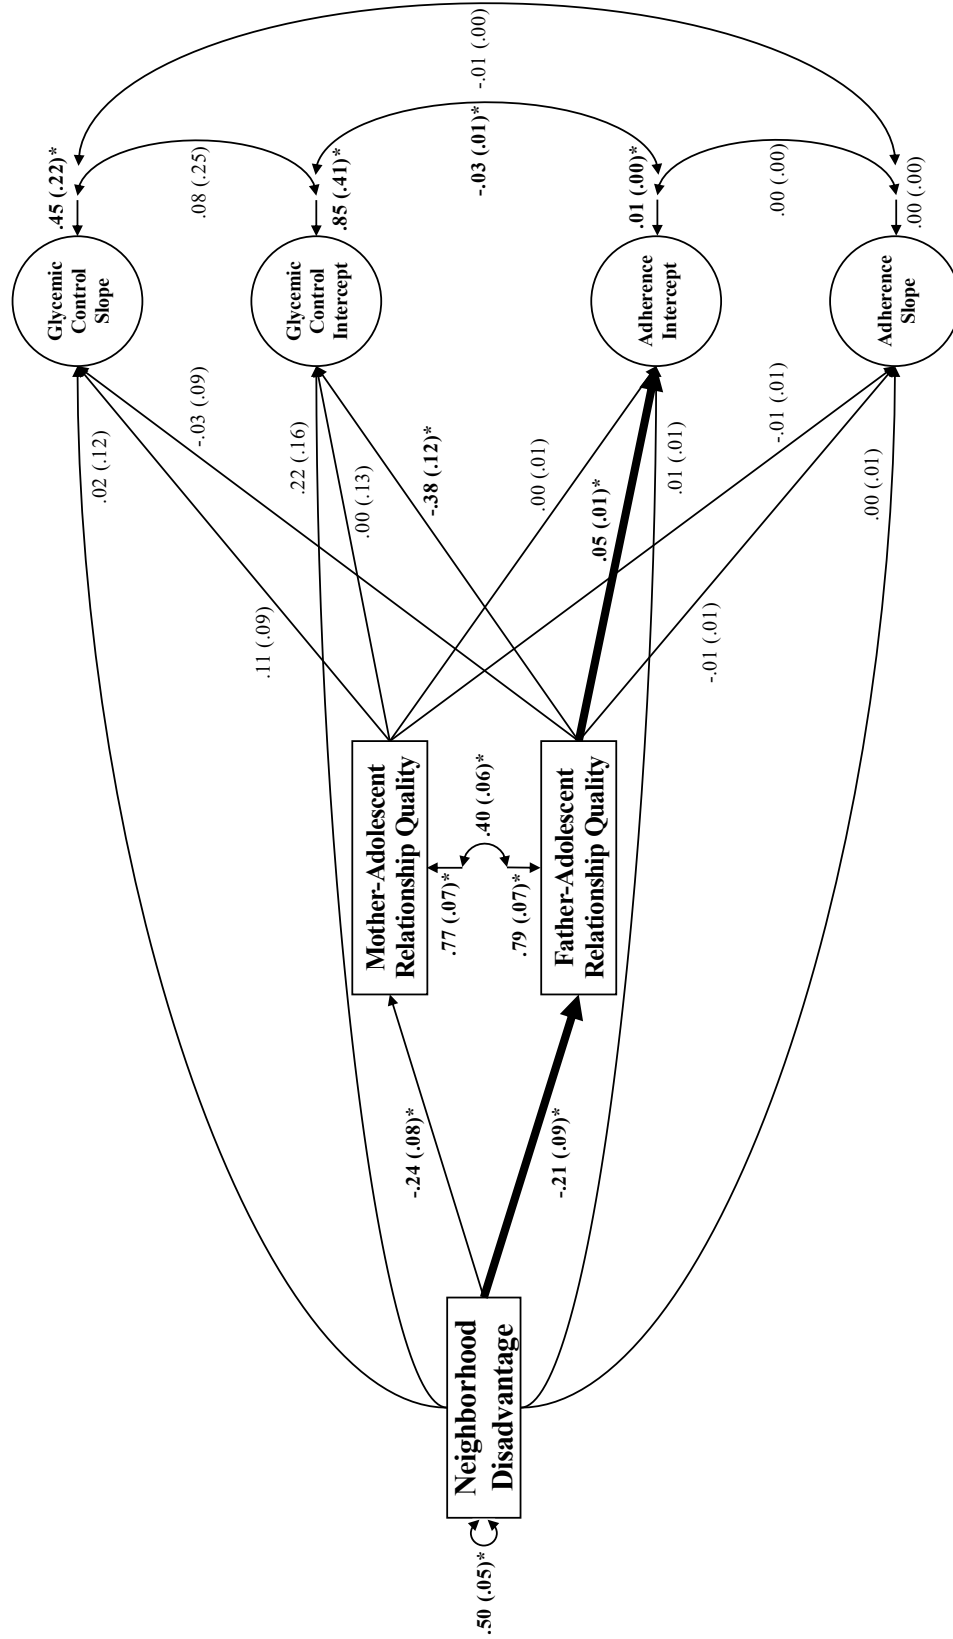 .50 (.05)*
Neighborhood
Disadvantage
-.24 (.08)*
-.21 (.09)*
Mother-Adolescent
Relationship Quality
.77 (.07)*
.40 (.06)*
.79 (.07)*
Father-Adolescent
Relationship Quality
.02 (.12)
.11 (.09)
-.03 (.09)
.22 (.16)
.00 (.13)
-.38 (.12)*
.00 (.01)
.05 (.01)*
.01 (.01)
-.01 (.01)
-.01 (.01)
.00 (.01)
Glycemic
Control
Slope
.45 (.22)*
.08 (.25)
Glycemic
Control
Intercept
.85 (.41)*
-.03 (.01)*
-.01 (.00)
Adherence
Intercept
.01 (.00)*
.00 (.00)
Adherence
Slope
.00 (.00)